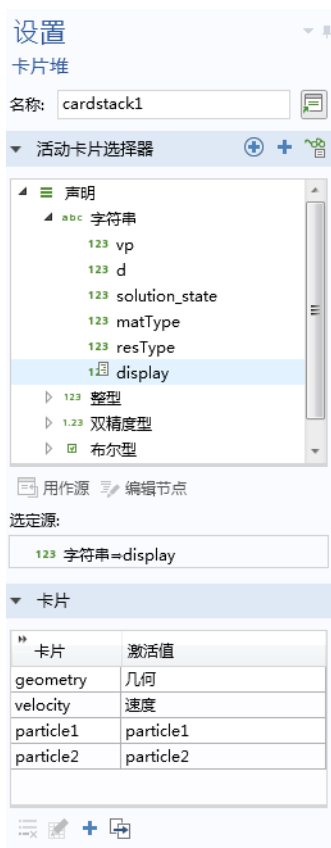 设置
卡片堆
名称: cardstack1
活动卡片选择器
声明
abc 字符串
123 vp
123 d
123 solution_state
123 matType
123 resType
display
123 整型
1.23 双精度型
布尔型
用作源 编辑节点
选定源:
123 字符串⇒display
卡片
卡片 激活值
geometry 几何
velocity 速度
particle1 particle1
particle2 particle2